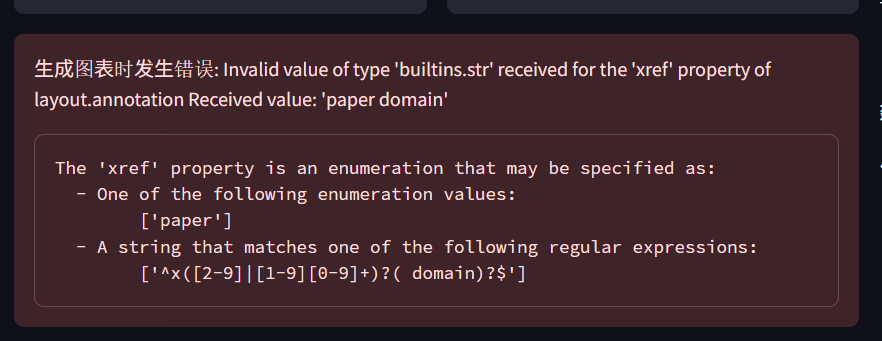 生成图表时发生错误: Invalid value of type 'builtins.str' received for the 'xref' property of
layout.annotation Received value: 'paper domain'
The 'xref' property is an enumeration that may be specified as:
  - One of the following enumeration values:
        ['paper']
  - A string that matches one of the following regular expressions:
        ['^x([2-9]|[1-9][0-9]+)?( domain)?$']